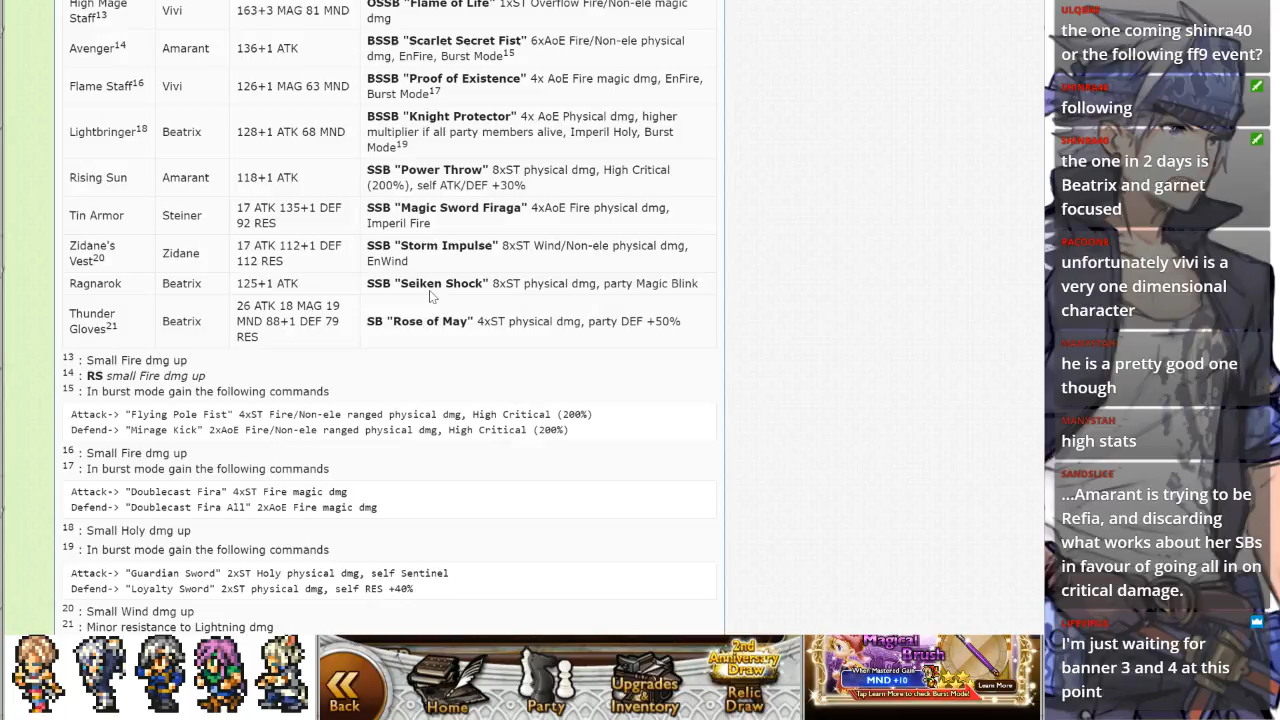 High Mage
Staff13
Vivi
163+3 MAG 81 MND
OSSB "Flame of Life" 1xST Overflow Fire/Non-ele magic
dmg
Avenger14
Amarant
136+1 ATK
BSSB "Scarlet Secret Fist" 6xAoE Fire/Non-ele physical
dmg, EnFire, Burst Mode15
Flame Staff16
Vivi
126+1 MAG 63 MND
BSSB "Proof of Existence" 4x AoE Fire magic dmg, EnFire,
Burst Mode17
Lightbringer18
Beatrix
128+1 ATK 68 MND
BSSB "Knight Protector" 4x AoE Physical dmg, higher
multiplier if all party members alive, Imperil Holy, Burst
Mode19
Rising Sun
Amarant
118+1 ATK
SSB "Power Throw" 8xST physical dmg, High Critical
(200%), self ATK/DEF +30%
Tin Armor
Steiner
17 ATK 135+1 DEF
92 RES
SSB "Magic Sword Firaga" 4xAoE Fire physical dmg,
Imperil Fire
Zidane's
Vest20
Zidane
17 ATK 112+1 DEF
112 RES
SSB "Storm Impulse" 8xST Wind/Non-ele physical dmg,
EnWind
Ragnarok
Beatrix
125+1 ATK
SSB "Seiken Shock" 8xST physical dmg, party Magic Blink
Thunder
Gloves21
Beatrix
26 ATK 18 MAG 19
MND 88+1 DEF 79
RES
SB "Rose of May" 4xST physical dmg, party DEF +50%
13 : Small Fire dmg up
14 : RS small Fire dmg up
15 : In burst mode gain the following commands
Attack-> "Flying Pole Fist" 4xST Fire/Non-ele ranged physical dmg, High Critical (200%)
Defend-> "Mirage Kick" 2xAoE Fire/Non-ele ranged physical dmg, High Critical (200%)
16 : Small Fire dmg up
17 : In burst mode gain the following commands
Attack-> "Doublecast Fira" 4xST Fire magic dmg
Defend-> "Doublecast Fira All" 2xAoE Fire magic dmg
18 : Small Holy dmg up
19 : In burst mode gain the following commands
Attack-> "Guardian Sword" 2xST Holy physical dmg, self Sentinel
Defend-> "Loyalty Sword" 2xST physical dmg, self RES +40%
20 : Small Wind dmg up
21 : Minor resistance to Lightning dmg
Back
Home
Party
Upgrades
&
Inventory
2nd
Anniversary
Draw
Relic
Draw
Magical
Brush
When Mastered Gain
MND +10
Learn More
Tap Learn More to check Burst Mode!
the one coming shinra40
or the following ff9 event?
SHINRA40
following
SHINRA40
the one in 2 days is
Beatrix and garnet
focused
RACOONK
unfortunately vivi is a
very one dimensional
character
MANYSTAH
he is a pretty good one
though
MANYSTAH
high stats
SANDSLICE
...Amarant is trying to be
Refia, and discarding
what works about her SBs
in favour of going all in on
critical damage.
I'm just waiting for
banner 3 and 4 at this
point